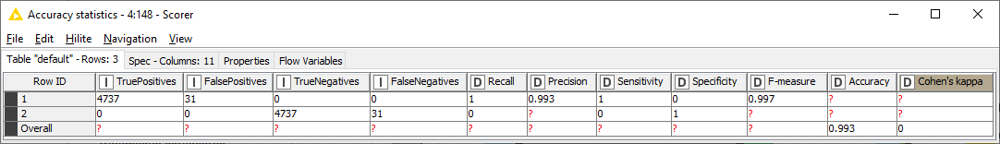 Accuracy statistics - 4:148 - Scorer
File Edit Hilite Navigation View
Table "default" - Rows: 3 Spec - Columns: 11 Properties Flow Variables
Row ID I TruePositives I FalsePositives I TrueNegatives I FalseNegatives D Recall D Precision D Sensitivity D Specificity D F-measure D Accuracy D Cohen's kappa
1 4737 31 0 0 1 0.993 1 0 0.997 ? ?
2 0 0 4737 31 0 ? 0 1 ? ? ?
Overall ? ? ? ? ? ? ? ? ? 0.993 0